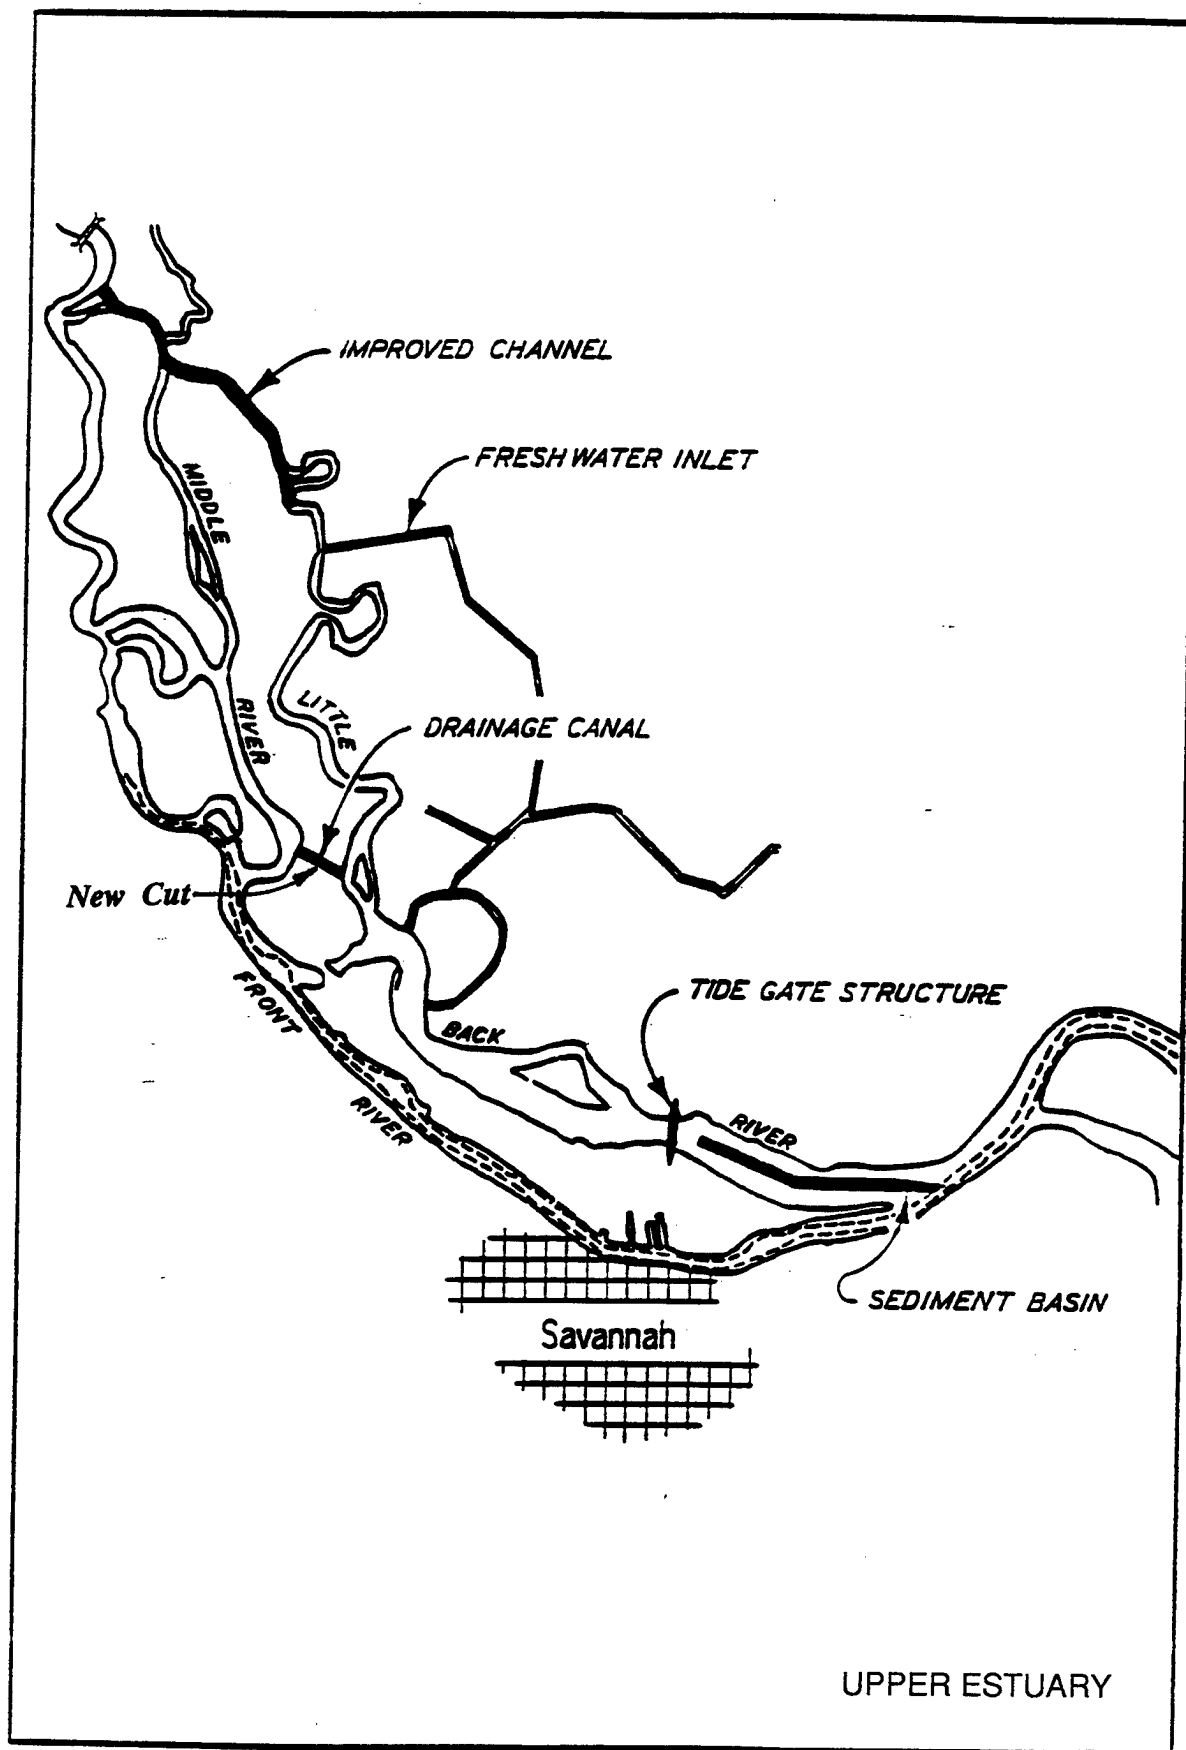 IMPROVED CHANNEL
FRESHWATER INLET
MIDDLE
RIVER
LITTLE
DRAINAGE CANAL
New Cut
FRONT
RIVER
BACK
RIVER
TIDE GATE STRUCTURE
SEDIMENT BASIN
Savannah
UPPER ESTUARY